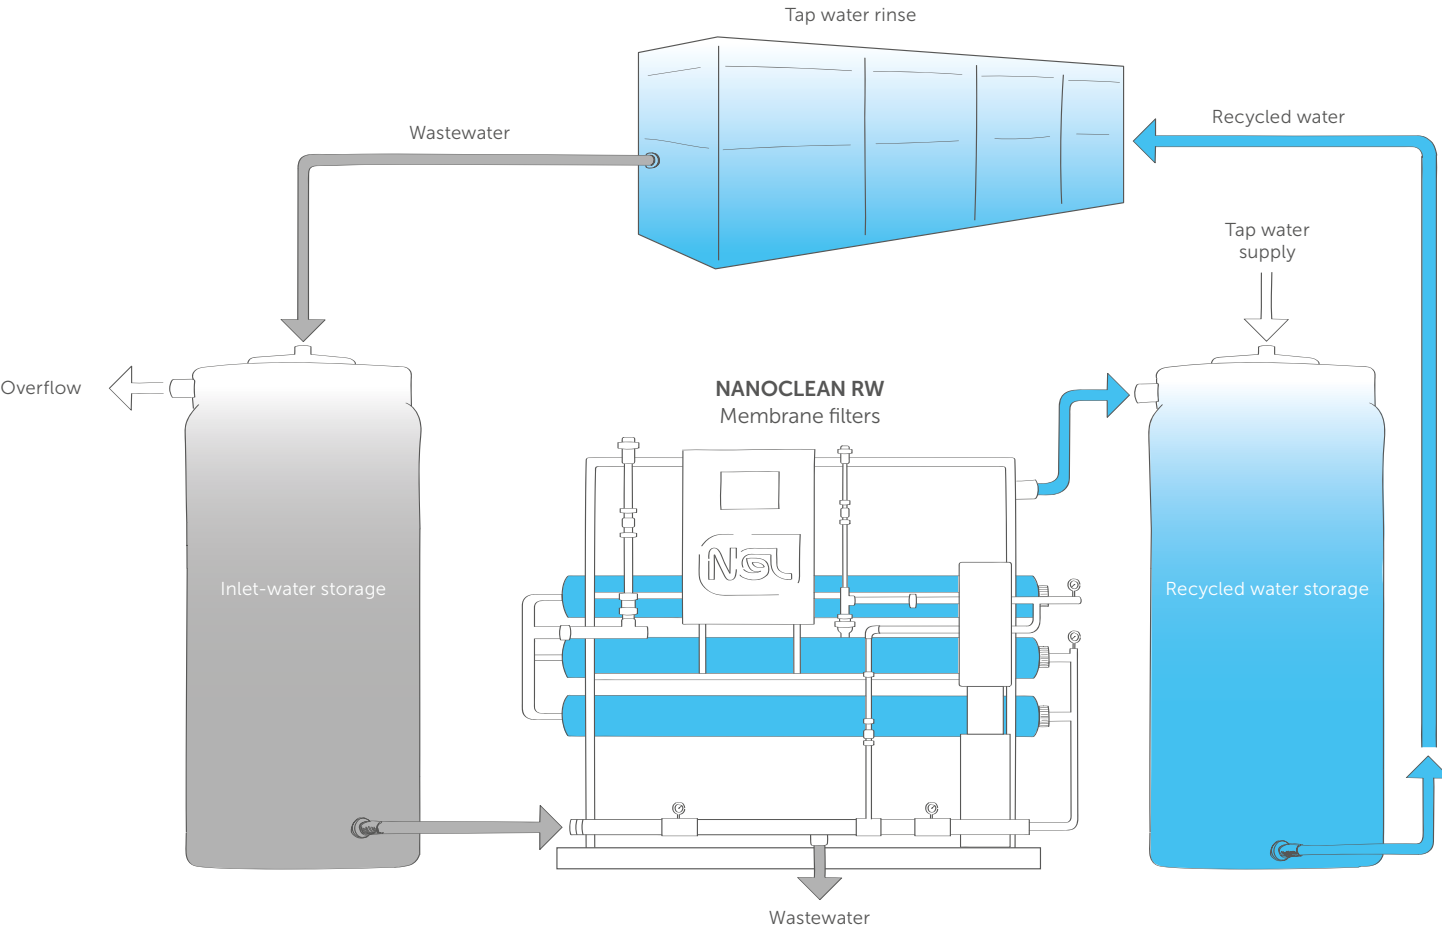 Tap water rinse
Wastewater
Recycled water
Tap water
supply
Overflow
NANOCLEAN RW
Membrane filters
NGL
Inlet-water storage
Recycled water storage
Wastewater